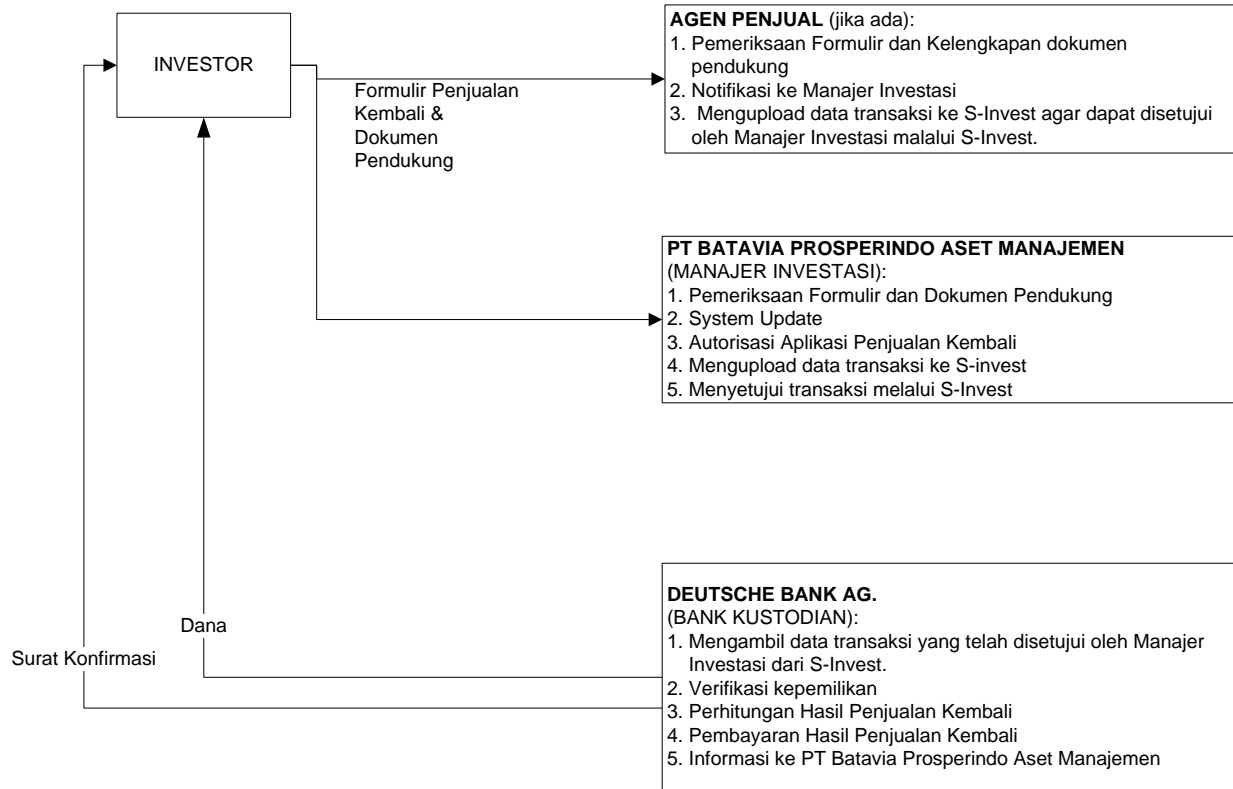 INVESTOR
Formulir Penjualan
Kembali &
Dokumen
Pendukung
AGEN PENJUAL (jika ada):
1. Pemeriksaan Formulir dan Kelengkapan dokumen
pendukung
2. Notifikasi ke Manajer Investasi
3. Mengupload data transaksi ke S-Invest agar dapat disetujui
oleh Manajer Investasi malalui S-Invest.
PT BATAVIA PROSPERINDO ASET MANAJEMEN
(MANAJER INVESTASI):
1. Pemeriksaan Formulir dan Dokumen Pendukung
2. System Update
3. Autorisasi Aplikasi Penjualan Kembali
4. Mengupload data transaksi ke S-invest
5. Menyetujui transaksi melalui S-Invest
Dana
Surat Konfirmasi
DEUTSCHE BANK AG.
(BANK KUSTODIAN):
1. Mengambil data transaksi yang telah disetujui oleh Manajer
Investasi dari S-Invest.
2. Verifikasi kepemilikan
3. Perhitungan Hasil Penjualan Kembali
4. Pembayaran Hasil Penjualan Kembali
5. Informasi ke PT Batavia Prosperindo Aset Manajemen